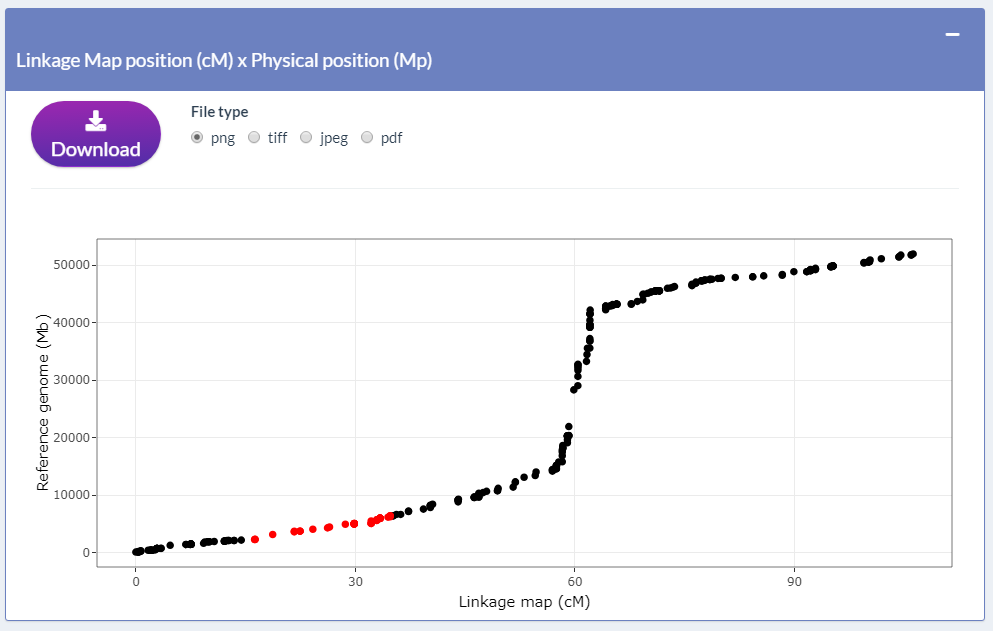 Linkage Map position (cM) x Physical position (Mp)
Download
File type
png tiff jpeg pdf
50000
40000
30000
20000
10000
0
Reference genome (Mb)
0 30 60 90
Linkage map (cM)